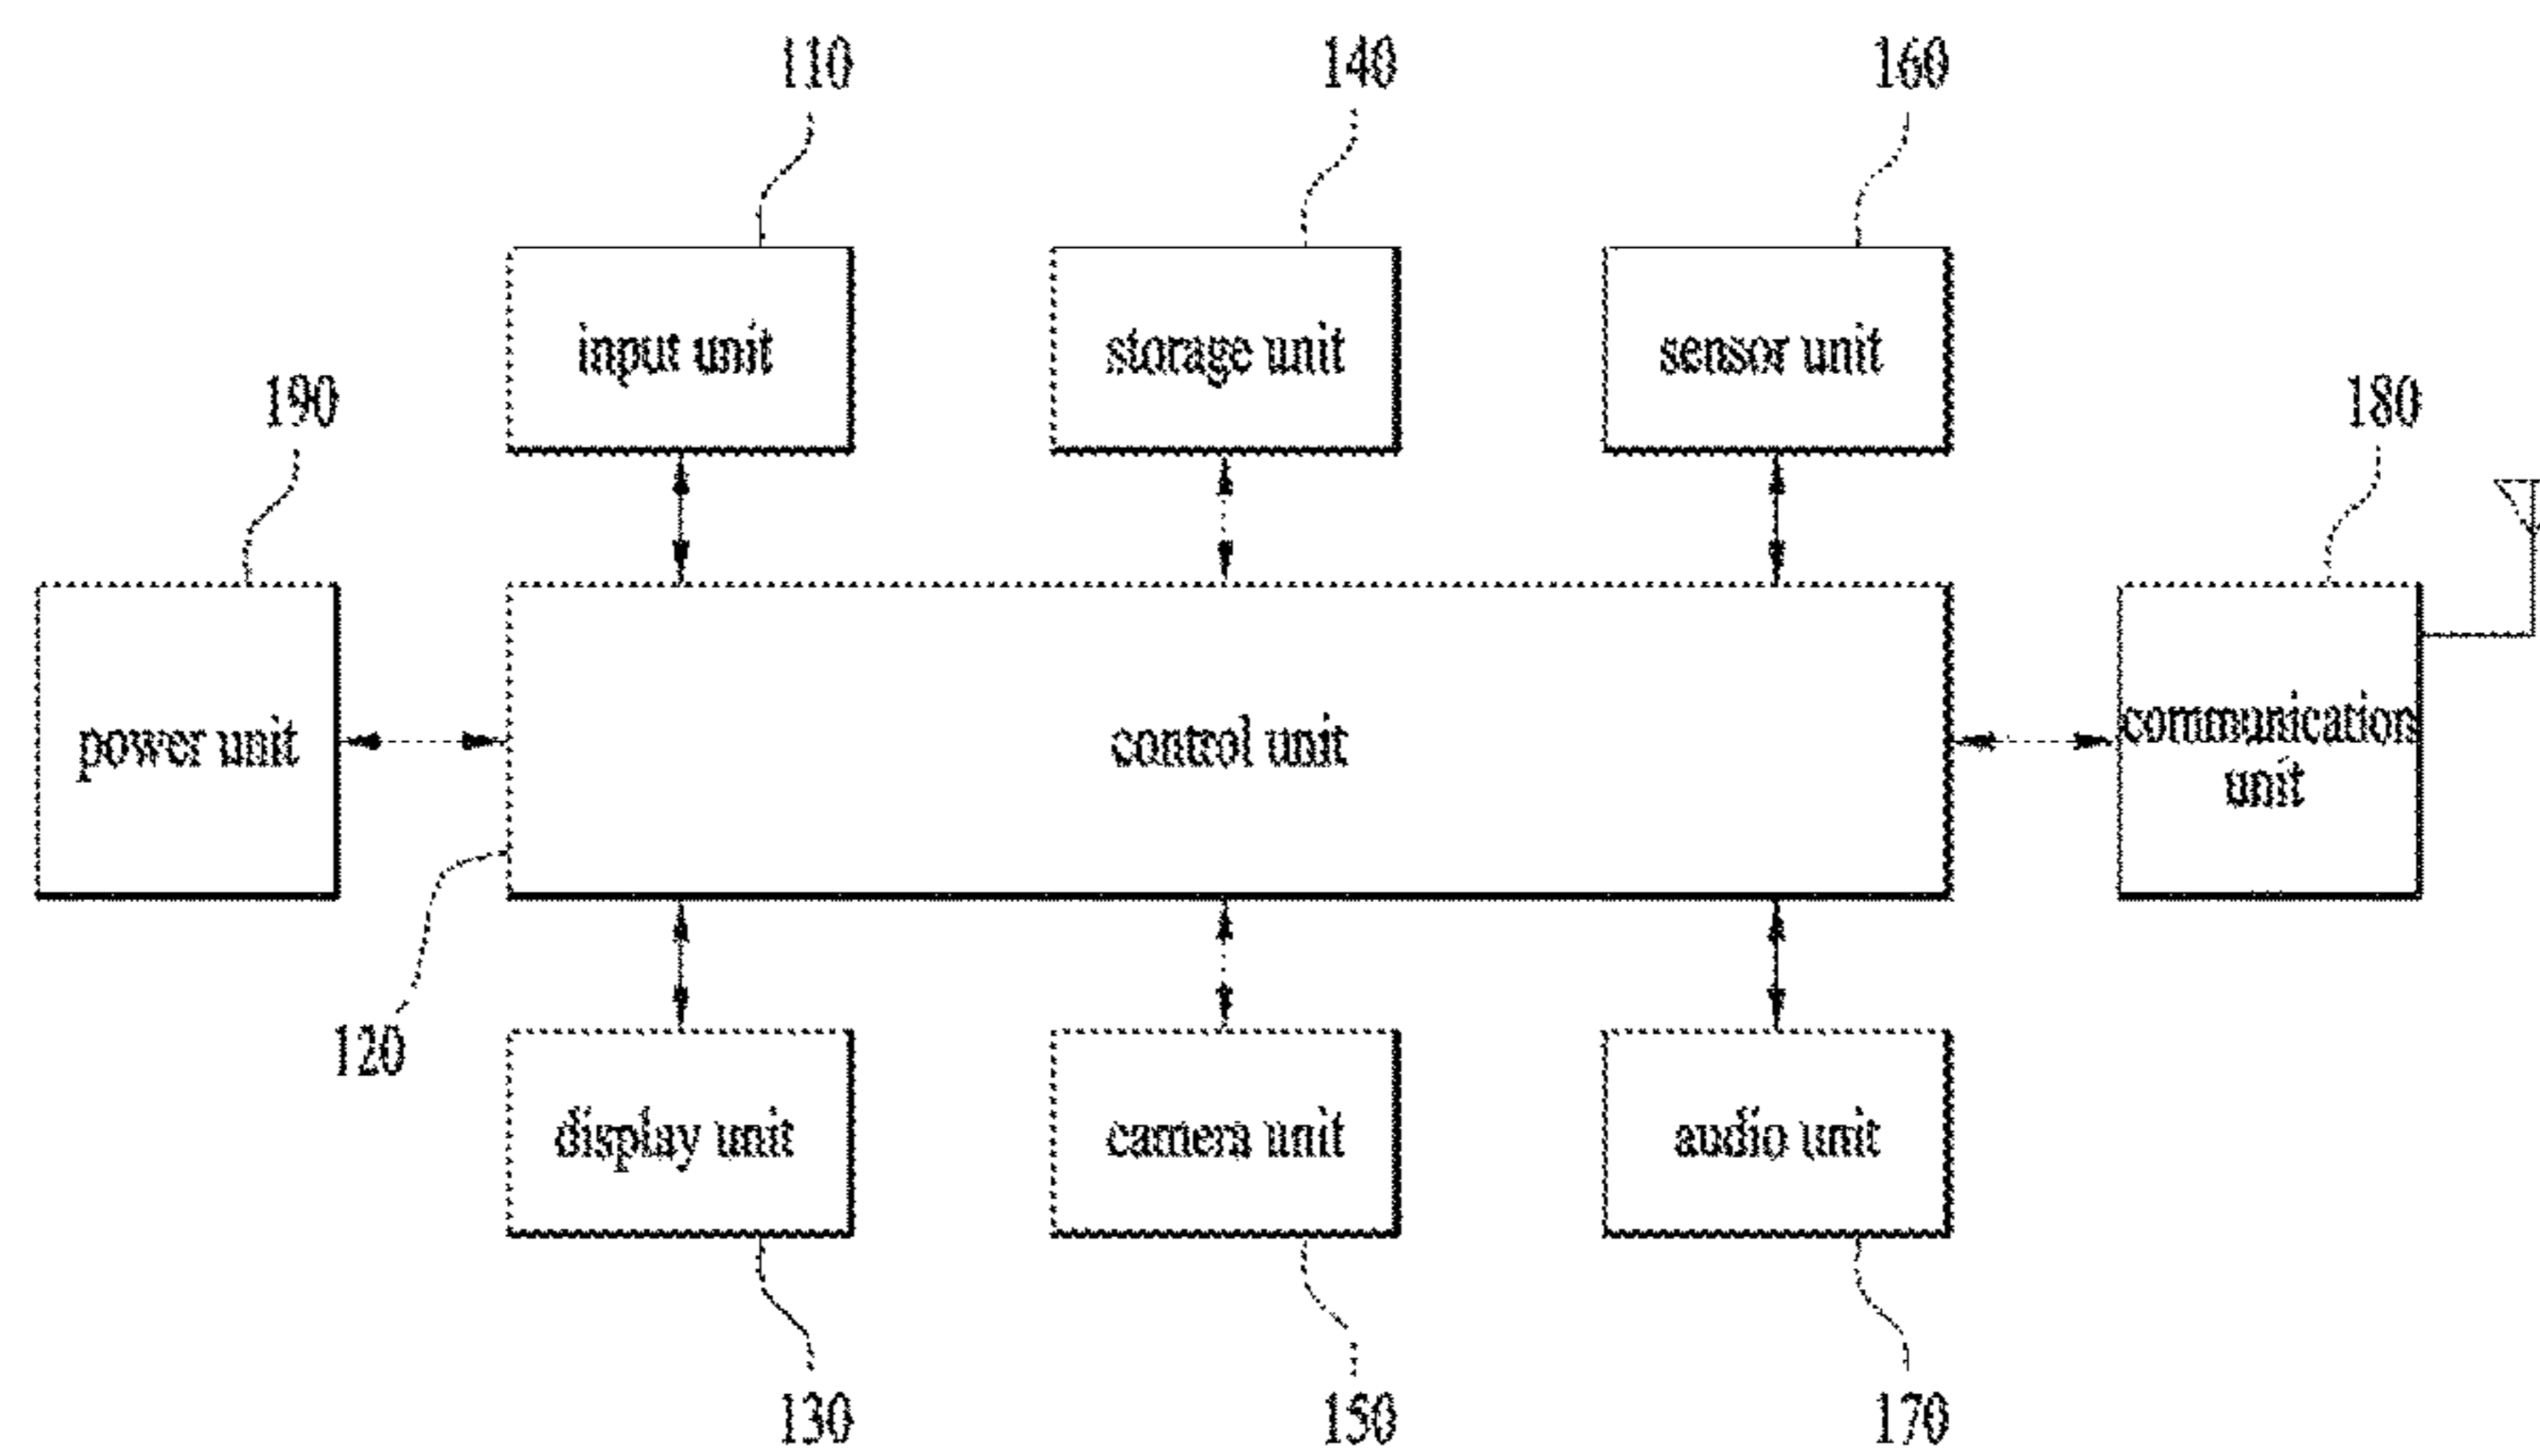 110
140
160
input unit
storage unit
sensor unit
190
180
power unit
control unit
communication
unit
120
display unit
camera unit
audio unit
130
150
170